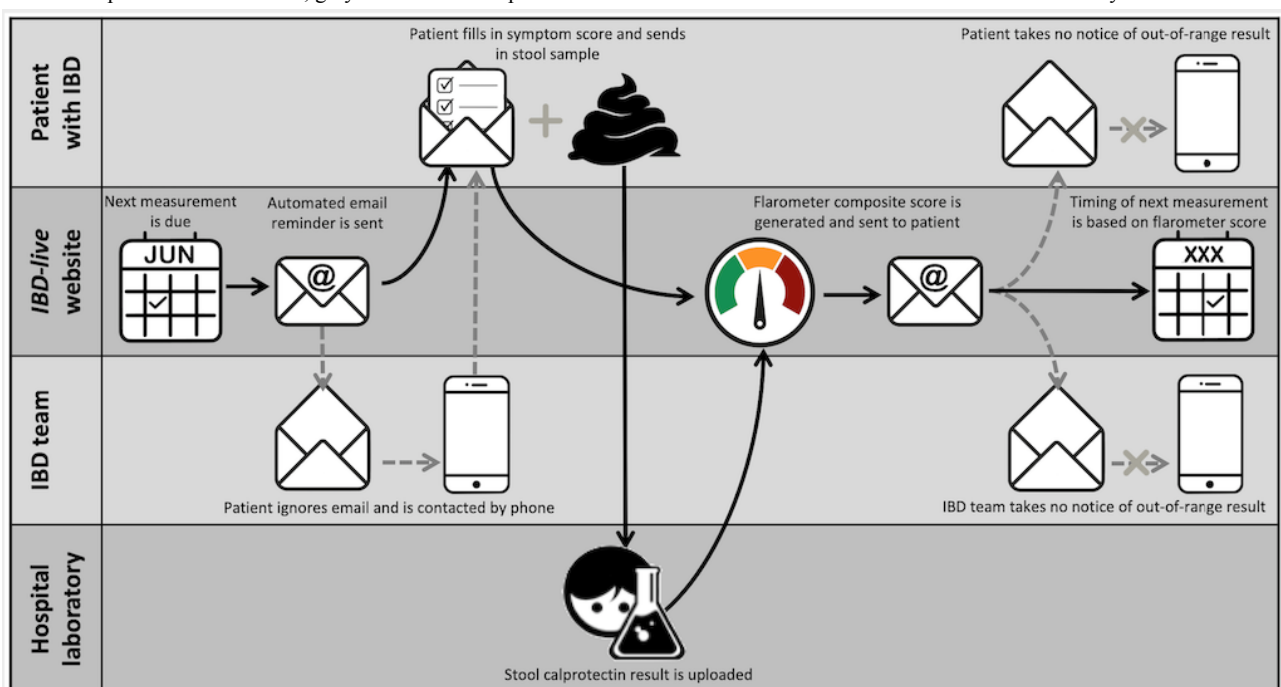 Patient fills in symptom score and sends
in stool sample
Patient takes no notice of out-of-range result
Patient
with IBD
Next measurement
is due
Automated email
reminder is sent
Flarometer composite score is
generated and sent to patient
Timing of next measurement
is based on flarometer score
IBD-live
website
JUN
@
@
XXX
IBD team
Patient ignores email and is contacted by phone
IBD team takes no notice of out-of-range result
Hospital
laboratory
Stool calprotectin result is uploaded